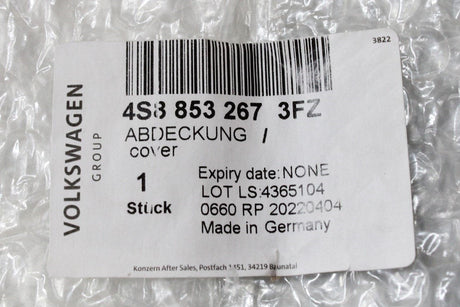 3822
VOLKSWAGEN
GROUP
4S8 853 267 3FZ
ABDECKUNG /
cover
1
Stück
Expiry date:NONE
LOT LS:4365104
0660 RP 20220404
Made in Germany
Konzern After Sales, Postfach 1451, 34219 Baunatal